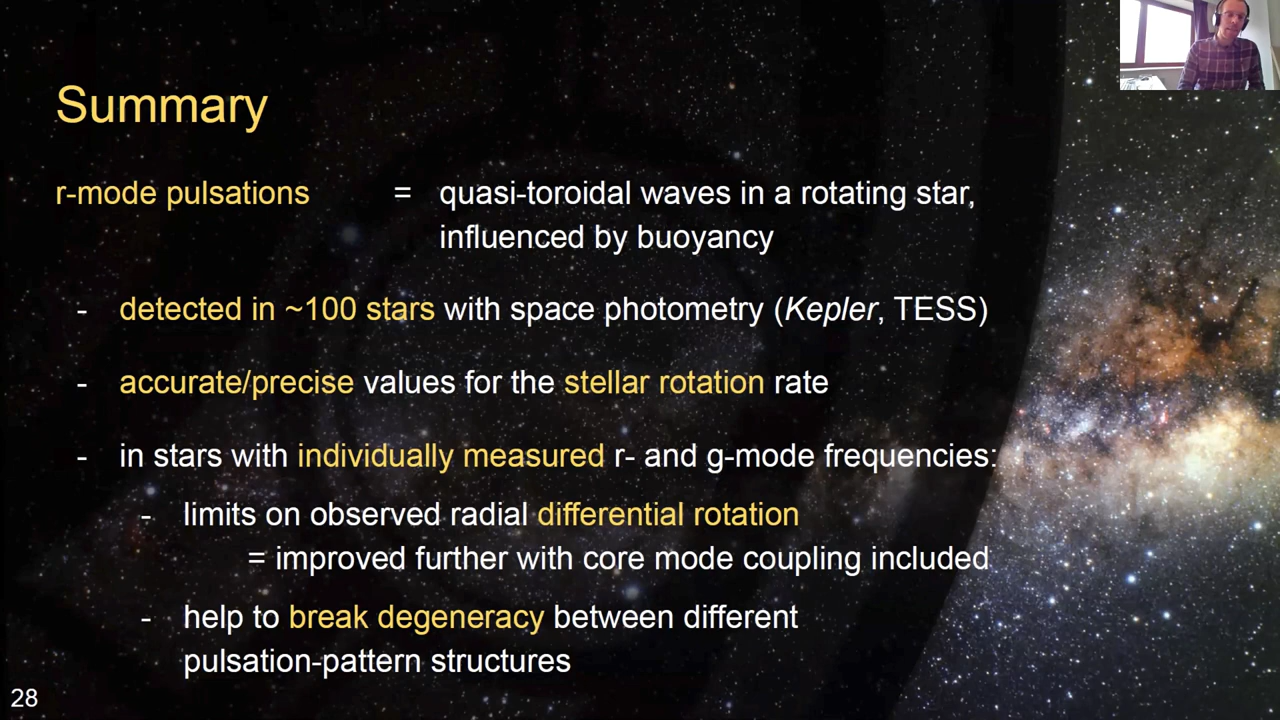 Summary
r-mode pulsations = quasi-toroidal waves in a rotating star,
influenced by buoyancy
- detected in ~100 stars with space photometry (Kepler, TESS)
- accurate/precise values for the stellar rotation rate
- in stars with individually measured r- and g-mode frequencies:
- limits on observed radial differential rotation
= improved further with core mode coupling included
- help to break degeneracy between different
pulsation-pattern structures
28